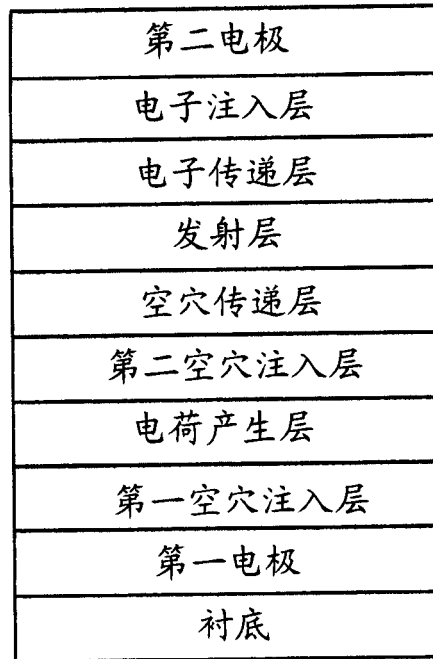 第二电极
电子注入层
电子传递层
发射层
空穴传递层
第二空穴注入层
电荷产生层
第一空穴注入层
第一电极
衬底